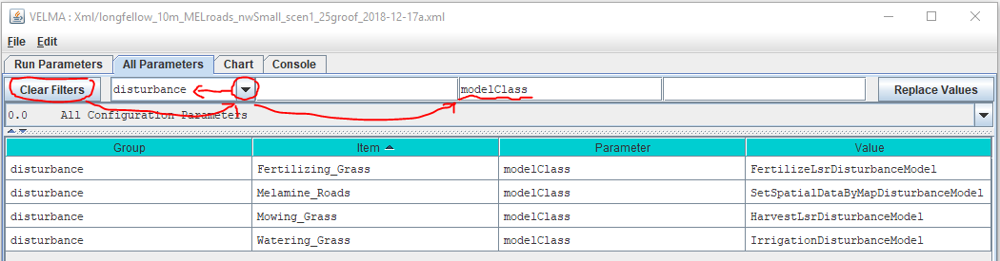 VELMA : Xml/longfellow_10m_MELroads_nwSmall_scen1_25groof_2018-12-17a.xml
File Edit
Run Parameters All Parameters Chart Console
Clear Filters disturbance modelClass Replace Values
0.0 All Configuration Parameters
Group Item Parameter Value
disturbance Fertilizing_Grass modelClass FertilizeLsrDisturbanceModel
disturbance Melamine_Roads modelClass SetSpatialDataByMapDisturbanceModel
disturbance Mowing_Grass modelClass HarvestLsrDisturbanceModel
disturbance Watering_Grass modelClass IrrigationDisturbanceModel